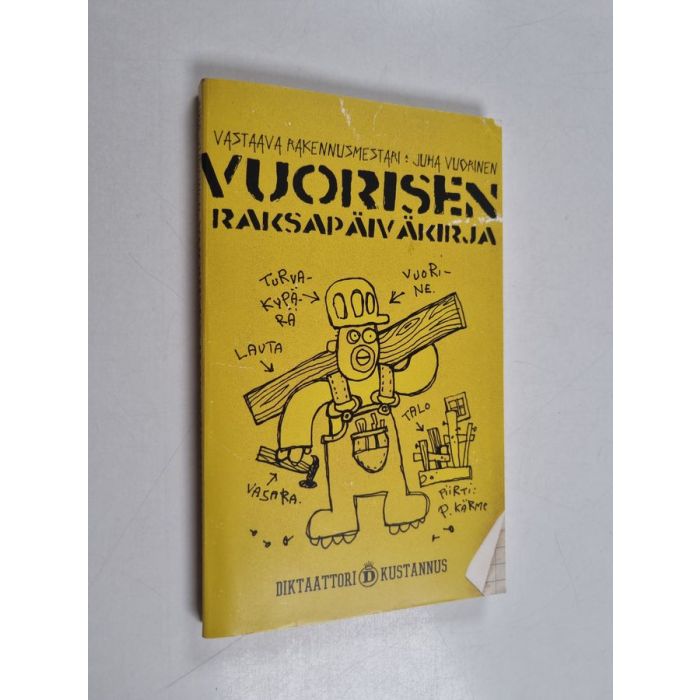 VASTAAVA RAKENNUSMESTARI: JUHA VUORINEN
VUORISEN
RAKSAPÄIVÄKIRJA
TURVA-
KYPÄ-
RÄ
VUORI-
NE.
LAUTA
TALO
VASARA.
PIIRTI:
P. KÄRME
DIKTAATTORI D KUSTANNUS